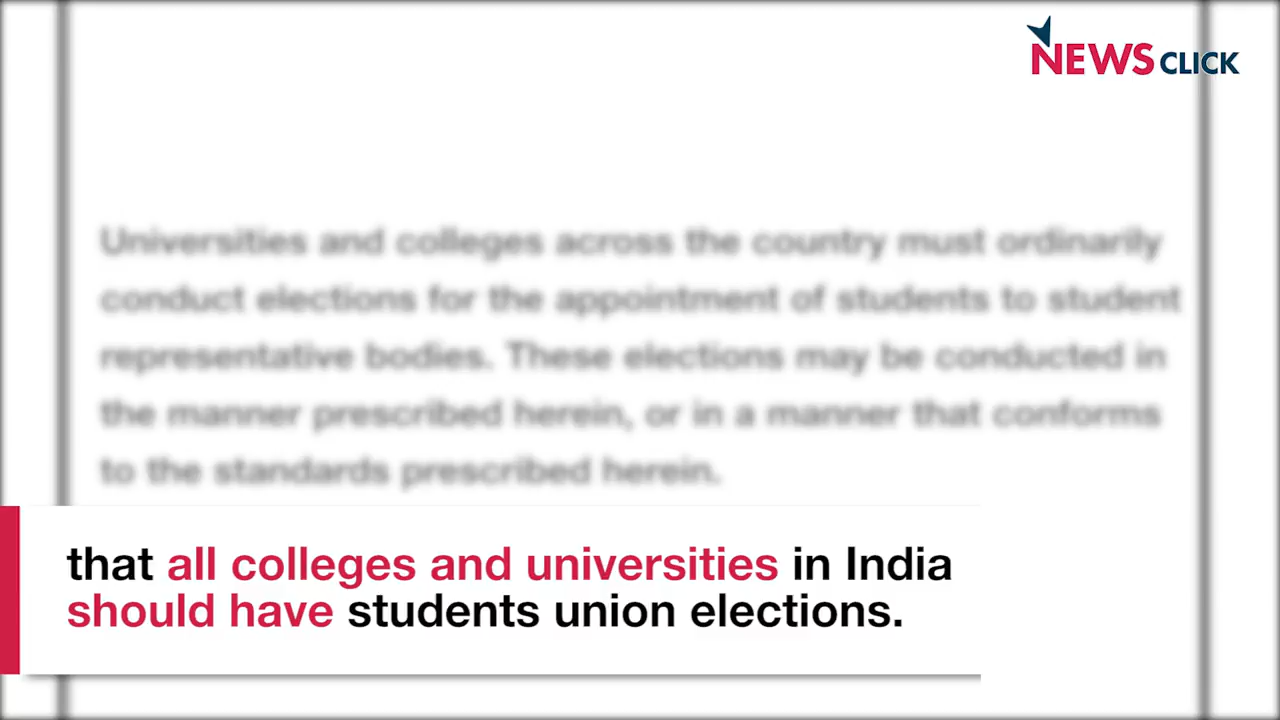 NEWS CLICK
Universities and colleges across the country must ordinarily
conduct elections for the appointment of students to student
representative bodies. These elections may be conducted in
the manner prescribed herein, or in a manner that conforms
to the standards prescribed herein.
that all colleges and universities in India
should have students union elections.